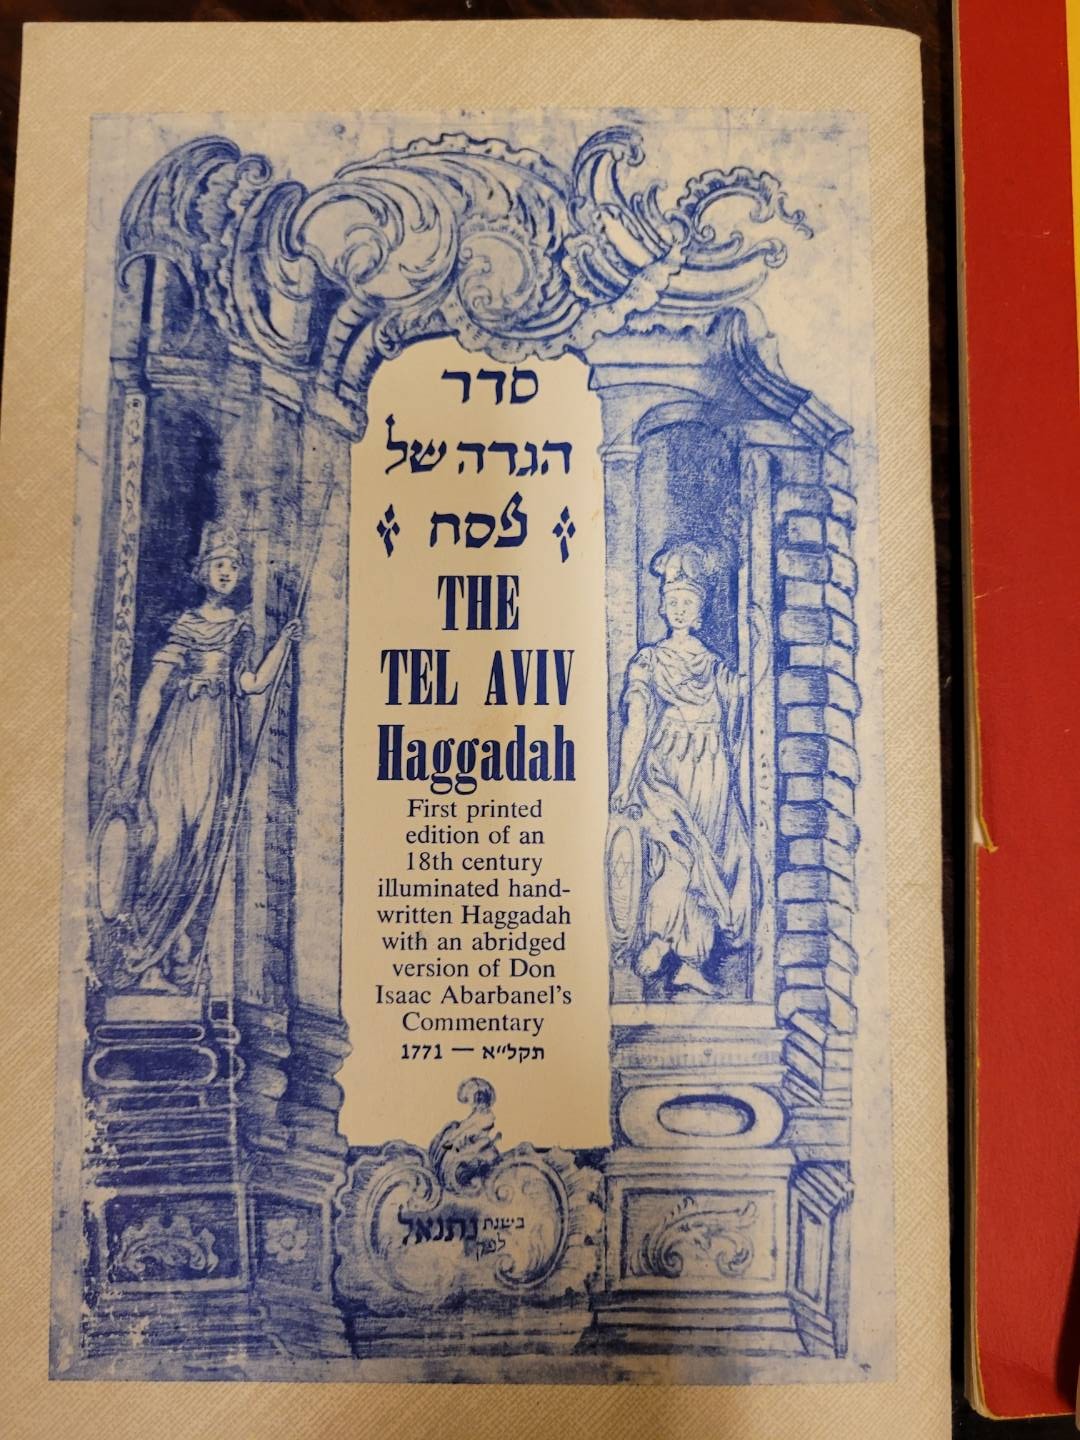 סדר
הגדה של
פסח
THE
TEL AVIV
Haggadah
First printed
edition of an
18th century
illuminated hand-
written Haggadah
with an abridged
version of Don
Isaac Abarbanel's
Commentary
תקל״א — 1771
בשנת נתנאל
לפק